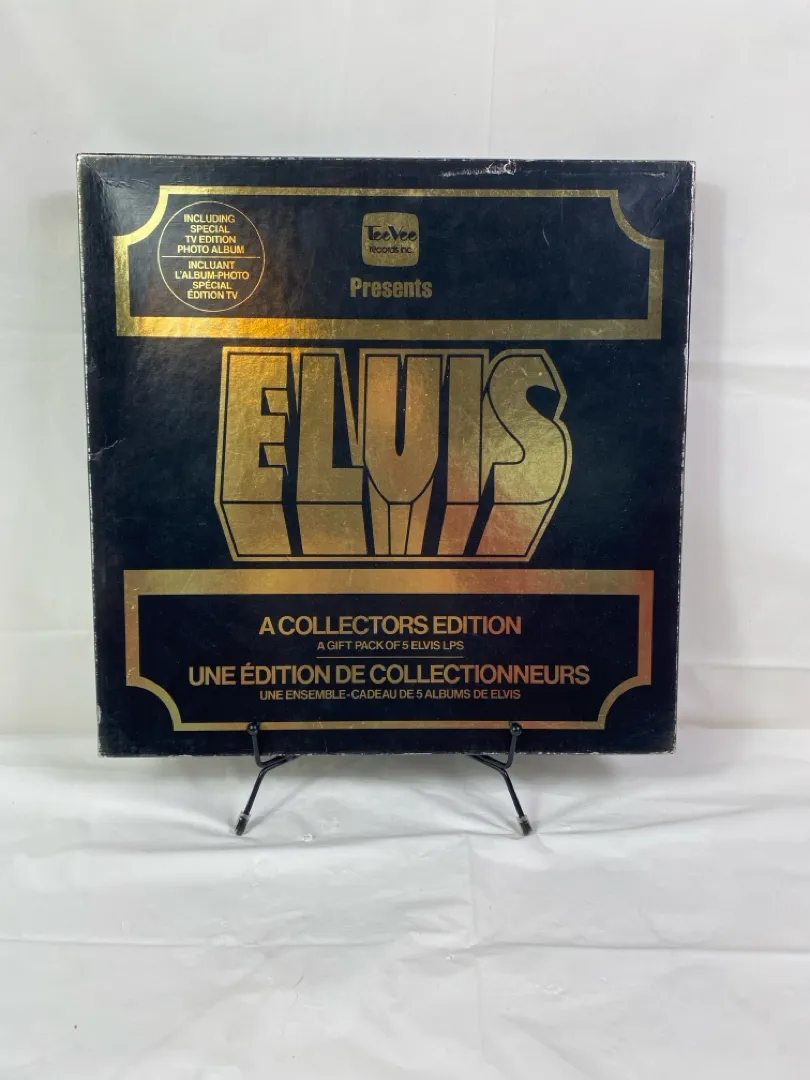 INCLUDING
SPECIAL
TV EDITION
PHOTO ALBUM
INCLUANT
L'ALBUM-PHOTO
SPÉCIAL
ÉDITION TV
TeeVee
records inc.
Presents
ELVIS
A COLLECTORS EDITION
A GIFT PACK OF 5 ELVIS LPS
UNE ÉDITION DE COLLECTIONNEURS
UNE ENSEMBLE-CADEAU DE 5 ALBUMS DE ELVIS